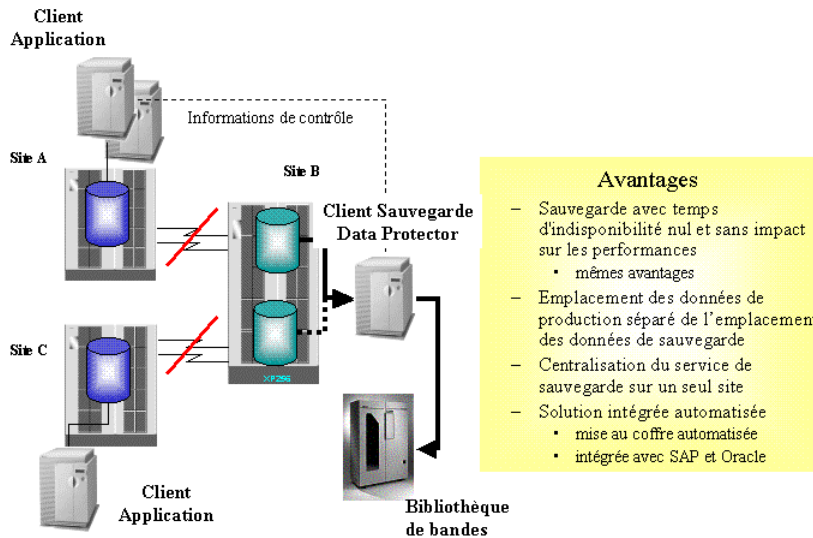 Client
Application
Informations de contrôle
Site A
Site B
Client Sauvegarde
Data Protector
Site C
XP256
Client
Application
Bibliothèque
de bandes
Avantages
– Sauvegarde avec temps
d'indisponibilité nul et sans impact
sur les performances
• mêmes avantages
– Emplacement des données de
production séparé de l’emplacement
des données de sauvegarde
– Centralisation du service de
sauvegarde sur un seul site
– Solution intégrée automatisée
• mise au coffre automatisée
• intégrée avec SAP et Oracle